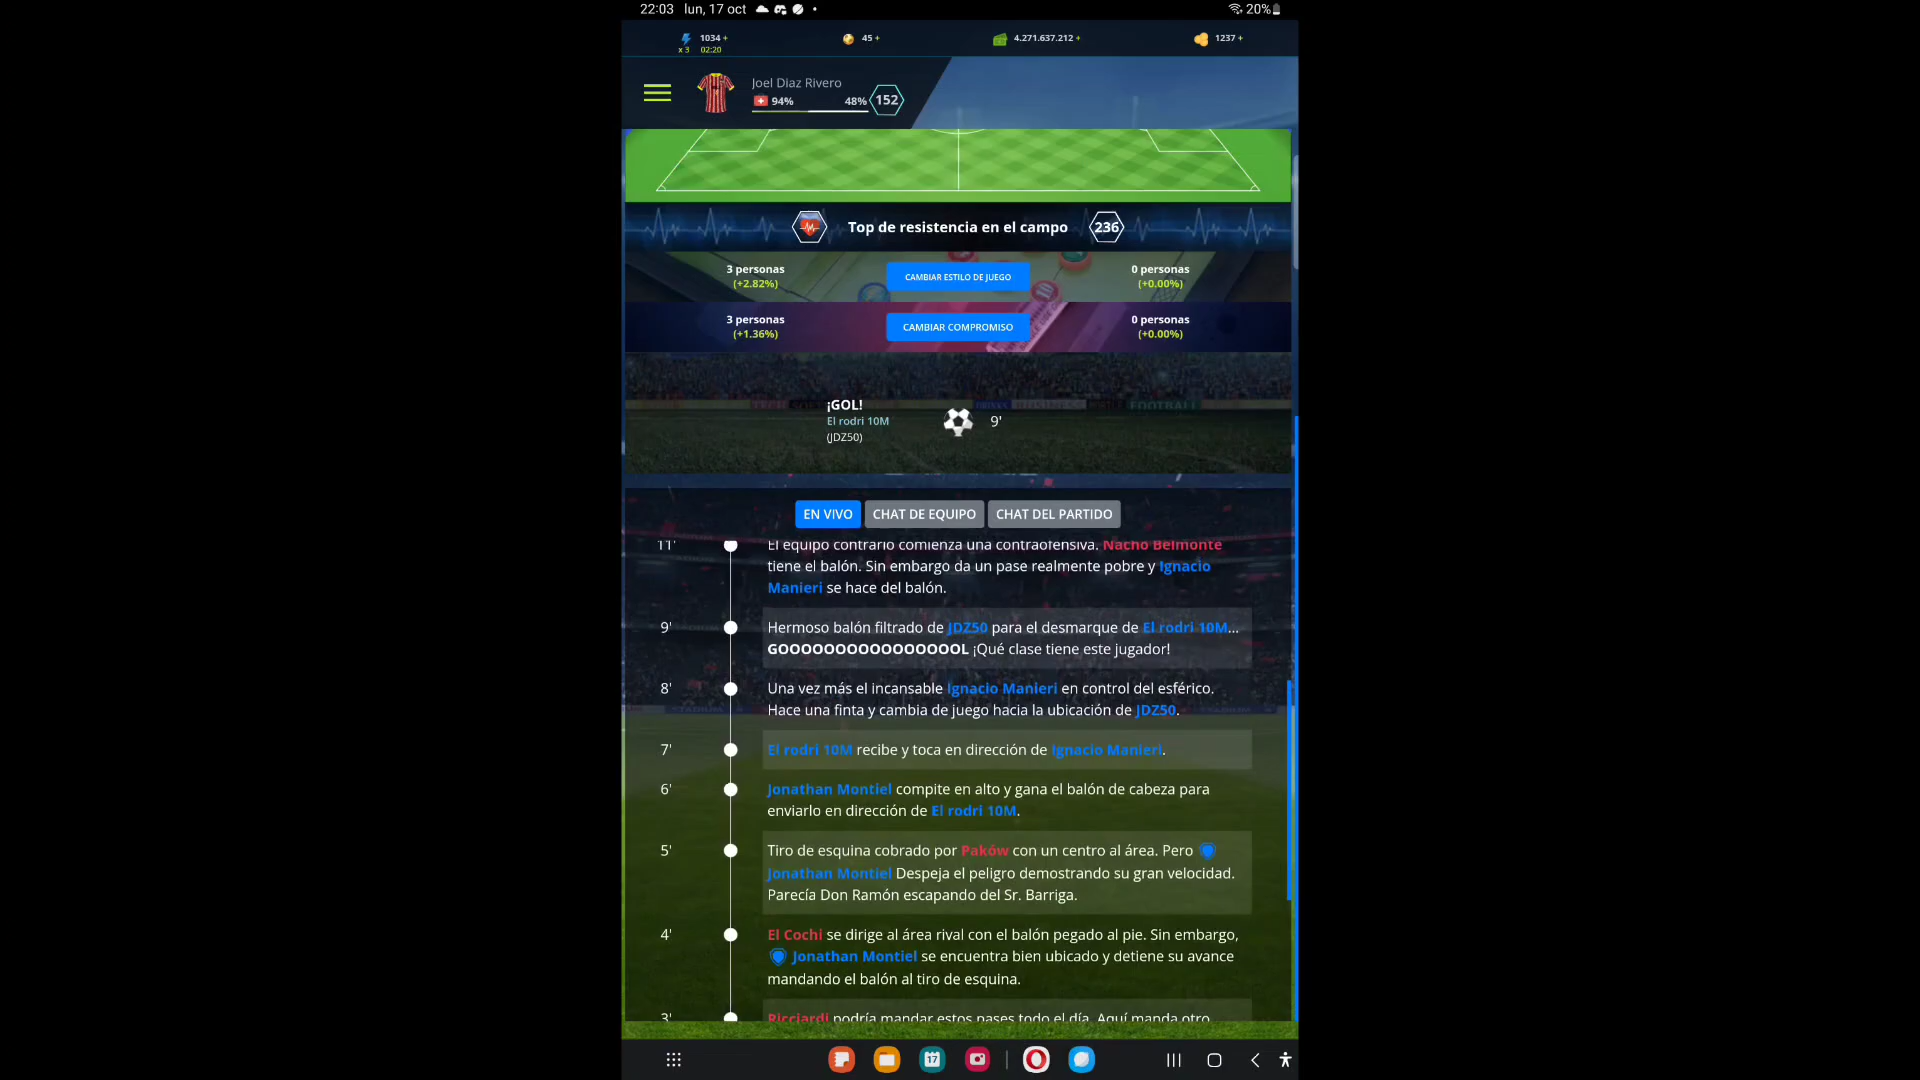 22:03 lun, 17 oct
20%
1034 +
x 3 02:20
45 +
4.271.637.212 +
1237 +
Joel Diaz Rivero
94% 48% 152
Top de resistencia en el campo 236
3 personas
(+2.82%)
CAMBIAR ESTILO DE JUEGO
0 personas
(+0.00%)
3 personas
(+1.36%)
CAMBIAR COMPROMISO
0 personas
(+0.00%)
FOOTBALL
¡GOL!
El rodri 10M
(JDZ50)
9'
EN VIVO CHAT DE EQUIPO CHAT DEL PARTIDO
11' El equipo contrario comienza una contraofensiva. Nacho Belmonte
tiene el balón. Sin embargo da un pase realmente pobre y Ignacio
Manieri se hace del balón.
9' Hermoso balón filtrado de JDZ50 para el desmarque de El rodri 10M...
GOOOOOOOOOOOOOOOL ¡Qué clase tiene este jugador!
8' Una vez más el incansable Ignacio Manieri en control del esférico.
Hace una finta y cambia de juego hacia la ubicación de JDZ50.
7' El rodri 10M recibe y toca en dirección de Ignacio Manieri.
6' Jonathan Montiel compite en alto y gana el balón de cabeza para
enviarlo en dirección de El rodri 10M.
5' Tiro de esquina cobrado por Paków con un centro al área. Pero
Jonathan Montiel Despeja el peligro demostrando su gran velocidad.
Parecía Don Ramón escapando del Sr. Barriga.
4' El Cochi se dirige al área rival con el balón pegado al pie. Sin embargo,
Jonathan Montiel se encuentra bien ubicado y detiene su avance
mandando el balón al tiro de esquina.
3' Ricciardi podría mandar estos pases todo el día. Aquí manda otro
17